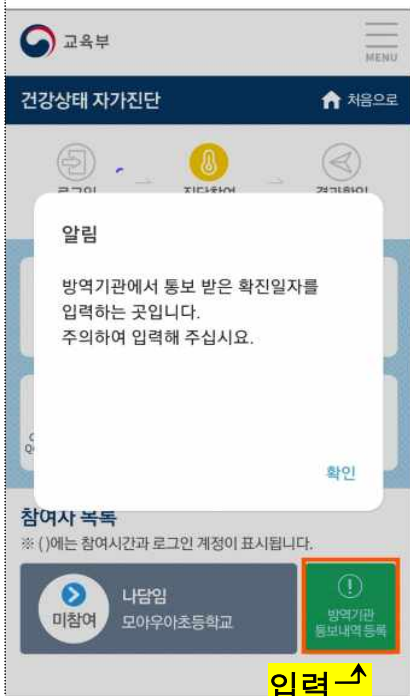 교육부
MENU
건강상태 자가진단
처음으로
알림
방역기관에서 통보 받은 확진일자를
입력하는 곳입니다.
주의하여 입력해 주십시요.
확인
참여자 목록
※ ( )에는 참여시간과 로그인 계정이 표시됩니다.
미참여
나담임
모아우아초등학교
방역기관
통보내역 등록
입력